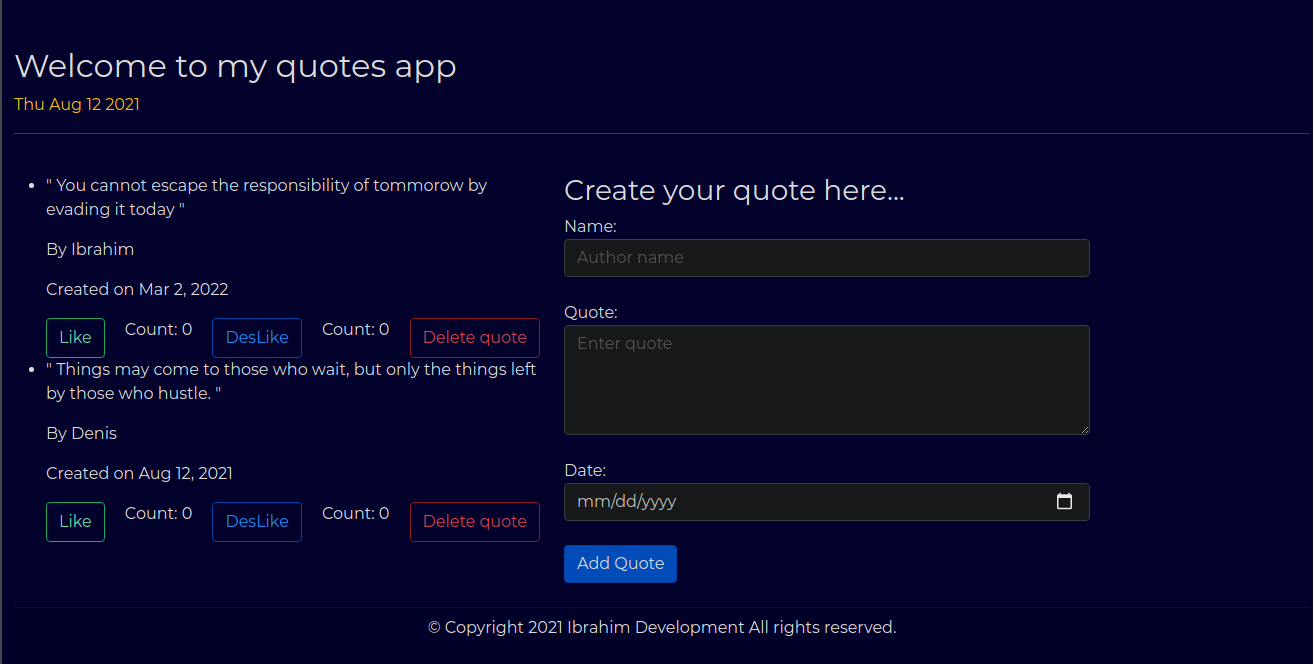 Welcome to my quotes app
Thu Aug 12 2021
" You cannot escape the responsibility of tommorow by
evading it today "
By Ibrahim
Created on Mar 2, 2022
Like Count: 0 DesLike Count: 0 Delete quote
" Things may come to those who wait, but only the things left
by those who hustle. "
By Denis
Created on Aug 12, 2021
Like Count: 0 DesLike Count: 0 Delete quote
Create your quote here...
Name:
Author name
Quote:
Enter quote
Date:
mm/dd/yyyy
Add Quote
© Copyright 2021 Ibrahim Development All rights reserved.